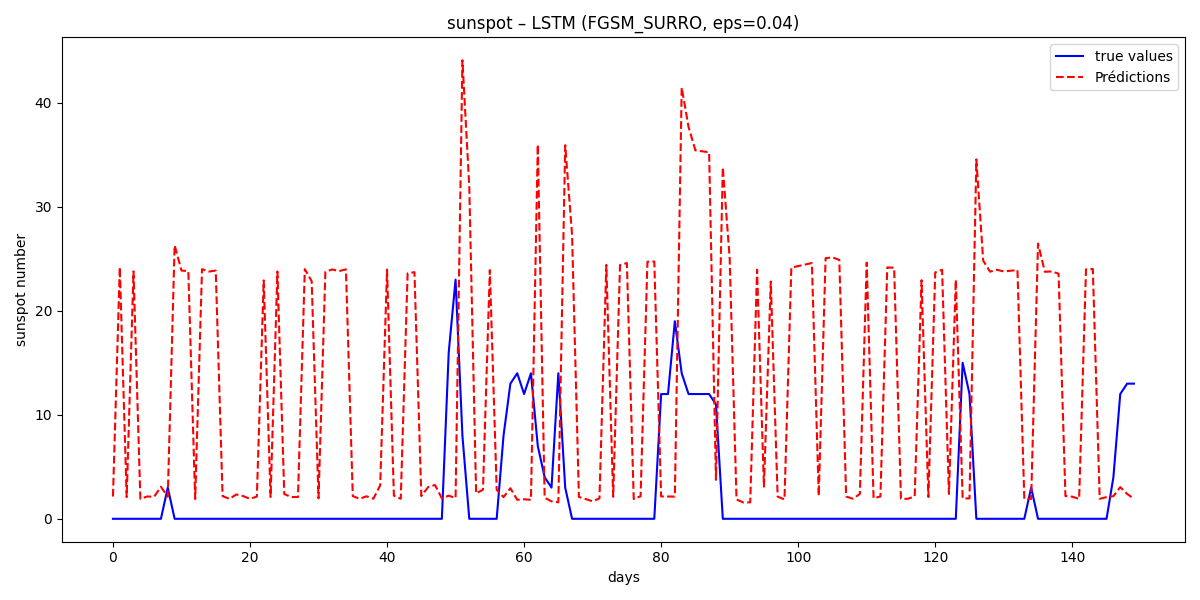 sunspot – LSTM (FGSM_SURRO, eps=0.04)
true values
Prédictions
sunspot number
40
30
20
10
0
0 20 40 60 80 100 120 140
days